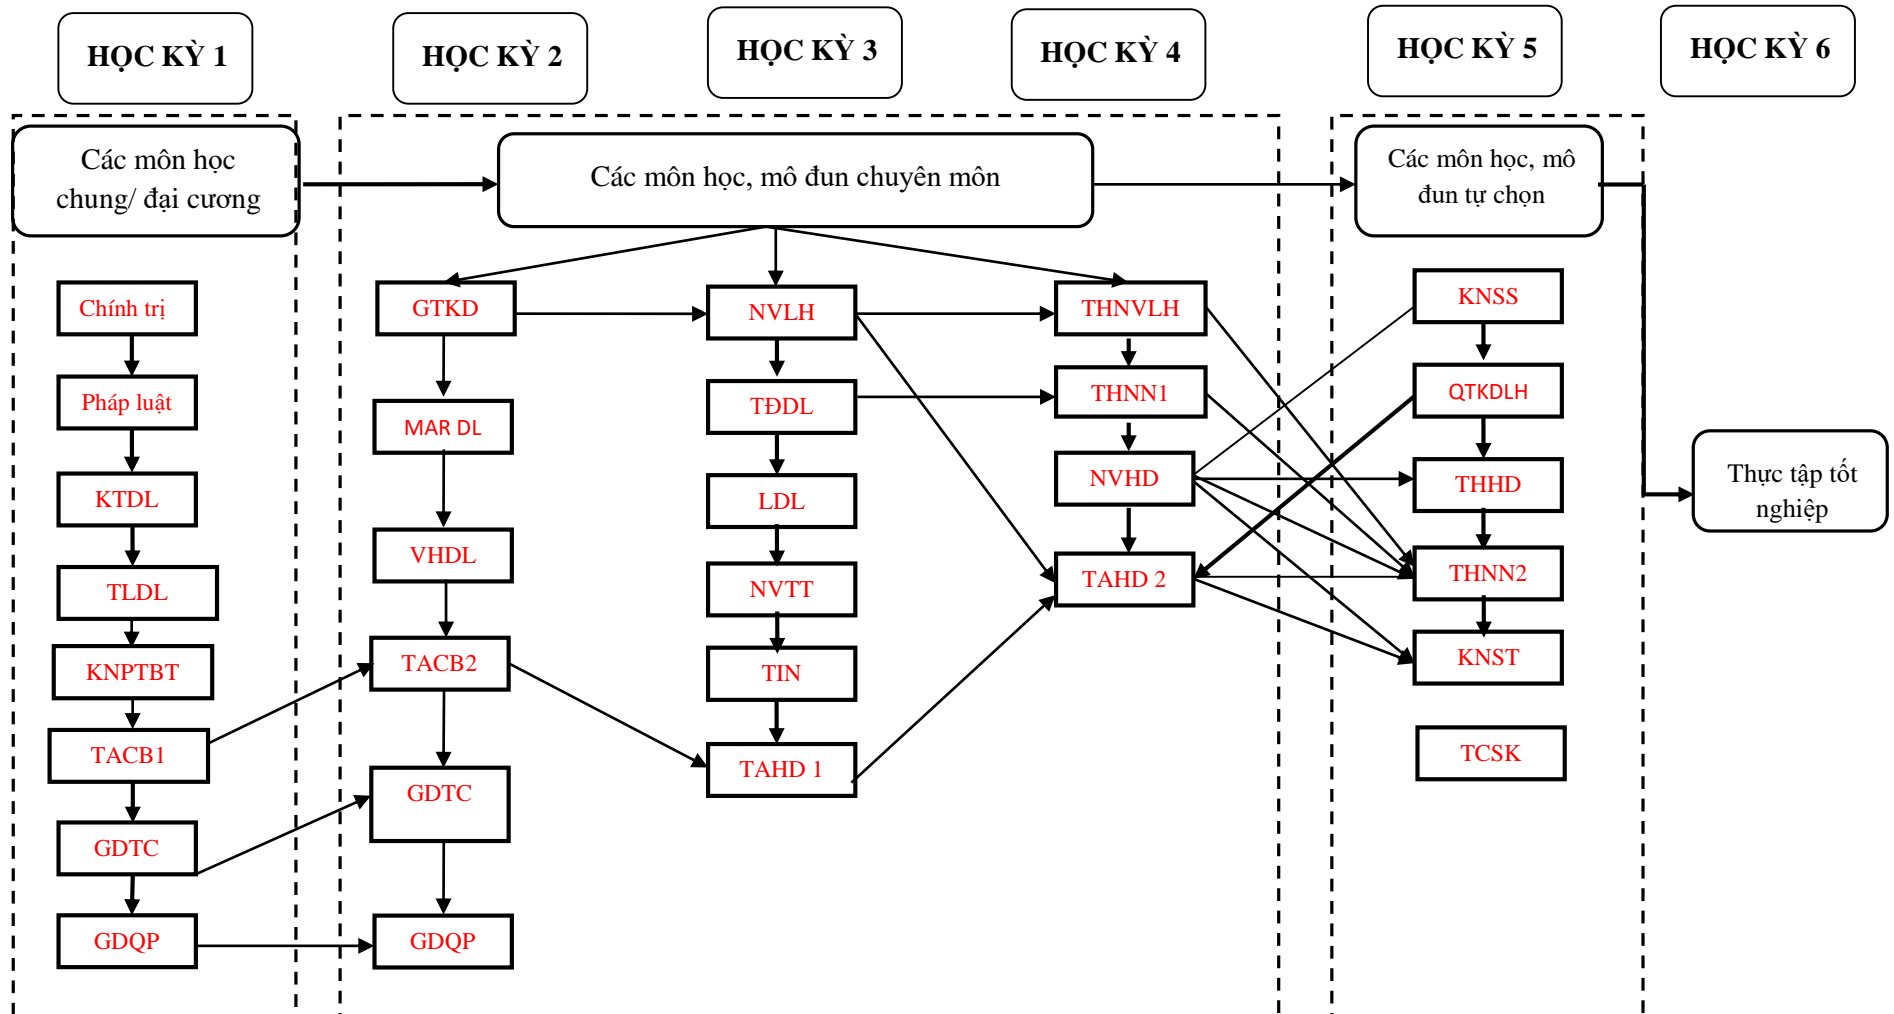 HỌC KỲ 1
HỌC KỲ 2
HỌC KỲ 3
HỌC KỲ 4
HỌC KỲ 5
HỌC KỲ 6
Các môn học
chung/ đại cương
Các môn học, mô đun chuyên môn
Các môn học, mô
đun tự chọn
Chính trị
Pháp luật
KTDL
TLDL
KNPTBT
TACB1
GDTC
GDQP
GTKD
MAR DL
VHDL
TACB2
GDTC
GDQP
NVLH
TĐDL
LDL
NVTT
TIN
TAHD 1
THNVLH
THNN1
NVHD
TAHD 2
KNSS
QTKDLH
THHD
THNN2
KNST
TCSK
Thực tập tốt
nghiệp